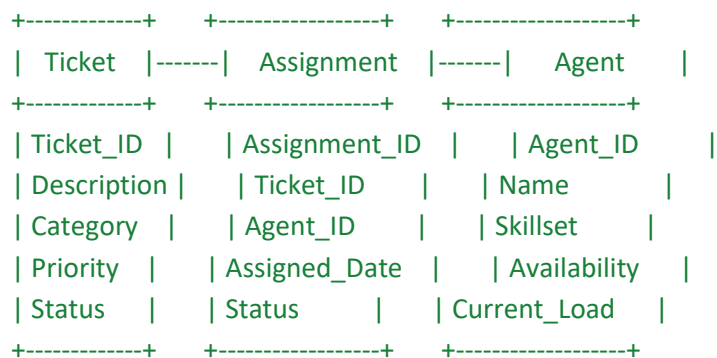 +-------------+ +------------------+ +-------------------+
| Ticket |-------| Assignment |-------| Agent |
+-------------+ +------------------+ +-------------------+
| Ticket_ID | | Assignment_ID | | Agent_ID |
| Description | | Ticket_ID | | Name |
| Category | | Agent_ID | | Skillset |
| Priority | | Assigned_Date | | Availability |
| Status | | Status | | Current_Load |
+-------------+ +------------------+ +-------------------+